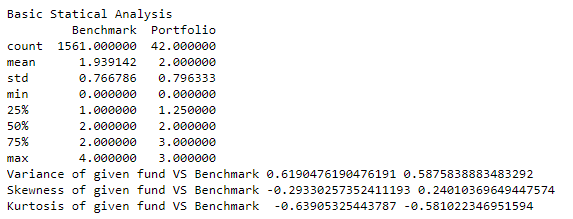 Basic Statical Analysis
Benchmark Portfolio
count 1561.000000 42.000000
mean 1.939142 2.000000
std 0.766786 0.796333
min 0.000000 0.000000
25% 1.000000 1.250000
50% 2.000000 2.000000
75% 2.000000 3.000000
max 4.000000 3.000000
Variance of given fund VS Benchmark 0.6190476190476191 0.5875838883483292
Skewness of given fund VS Benchmark -0.29330257352411193 0.24010369649447574
Kurtosis of given fund VS Benchmark -0.63905325443787 -0.581022346951594